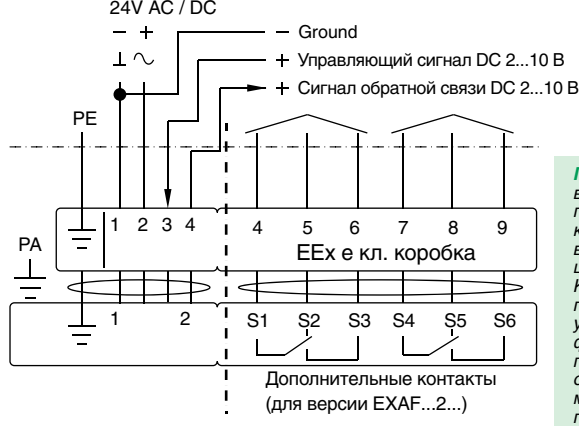 24V AC / DC
− +
⊥ ∿
− Ground
+ Управляющий сигнал DC 2...10 В
+ Сигнал обратной связи DC 2...10 В
PE
1 2 3 4 4 5 6 7 8 9
EEx e кл. коробка
PA
1 2 S1 S2 S3 S4 S5 S6
Дополнительные контакты
(для версии EXAF...2...)